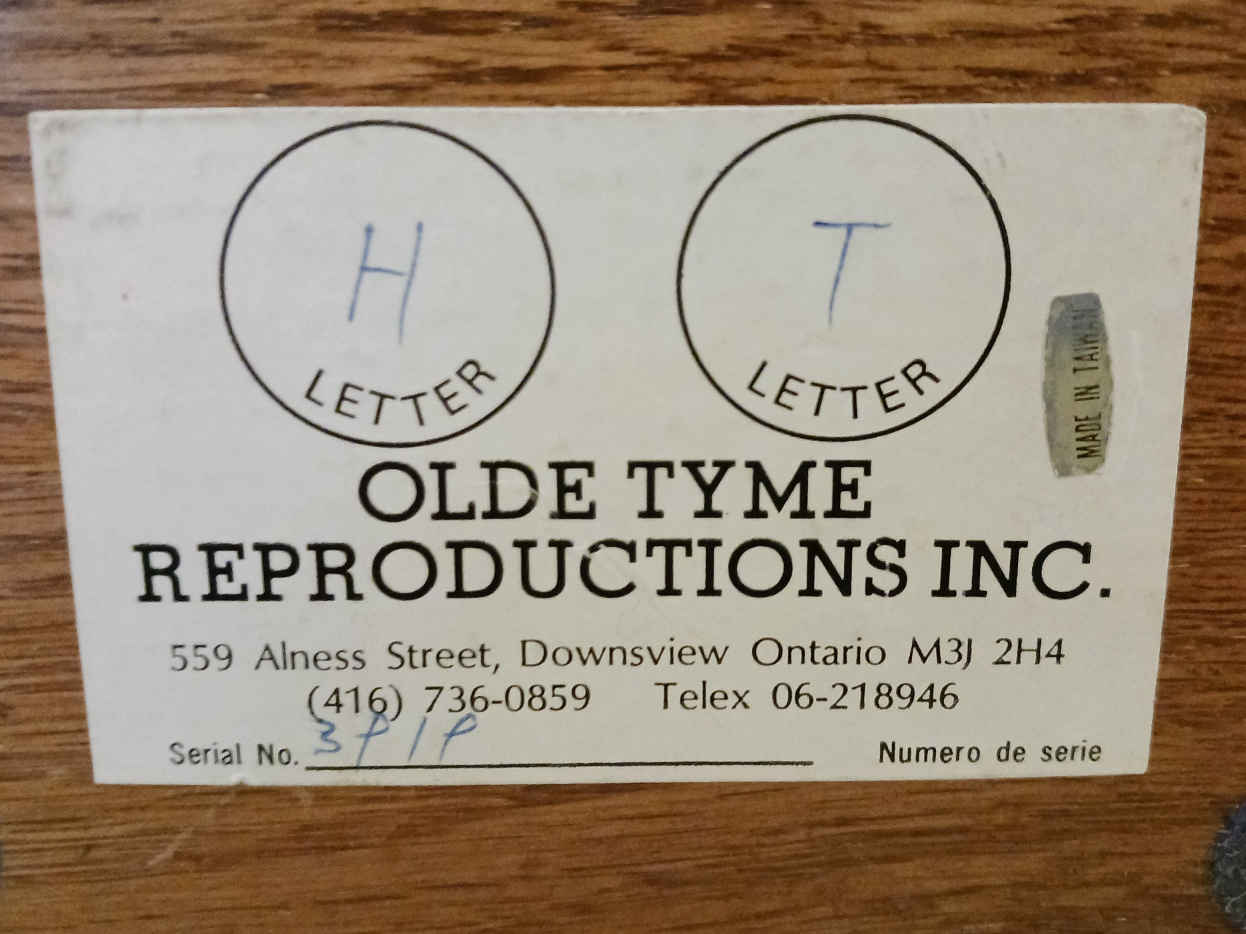 H T
LETTER LETTER
MADE IN TAIWAN
OLDE TYME
REPRODUCTIONS INC.
559 Alness Street, Downsview Ontario M3J 2H4
(416) 736-0859 Telex 06-218946
Serial No. Numero de serie